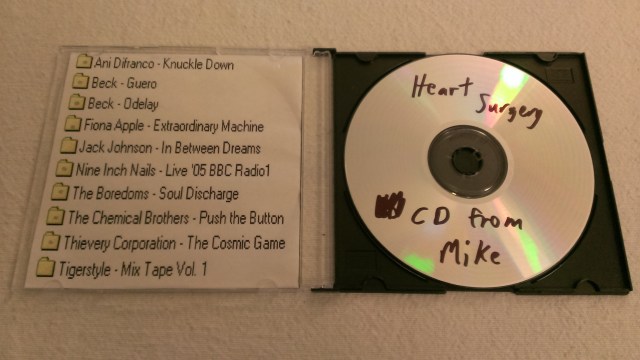 Ani Difranco - Knuckle Down
Beck - Guero
Beck - Odelay
Fiona Apple - Extraordinary Machine
Jack Johnson - In Between Dreams
Nine Inch Nails - Live '05 BBC Radio1
The Boredoms - Soul Discharge
The Chemical Brothers - Push the Button
Thievery Corporation - The Cosmic Game
Tigerstyle - Mix Tape Vol. 1
Heart Surgery
CD from
Mike